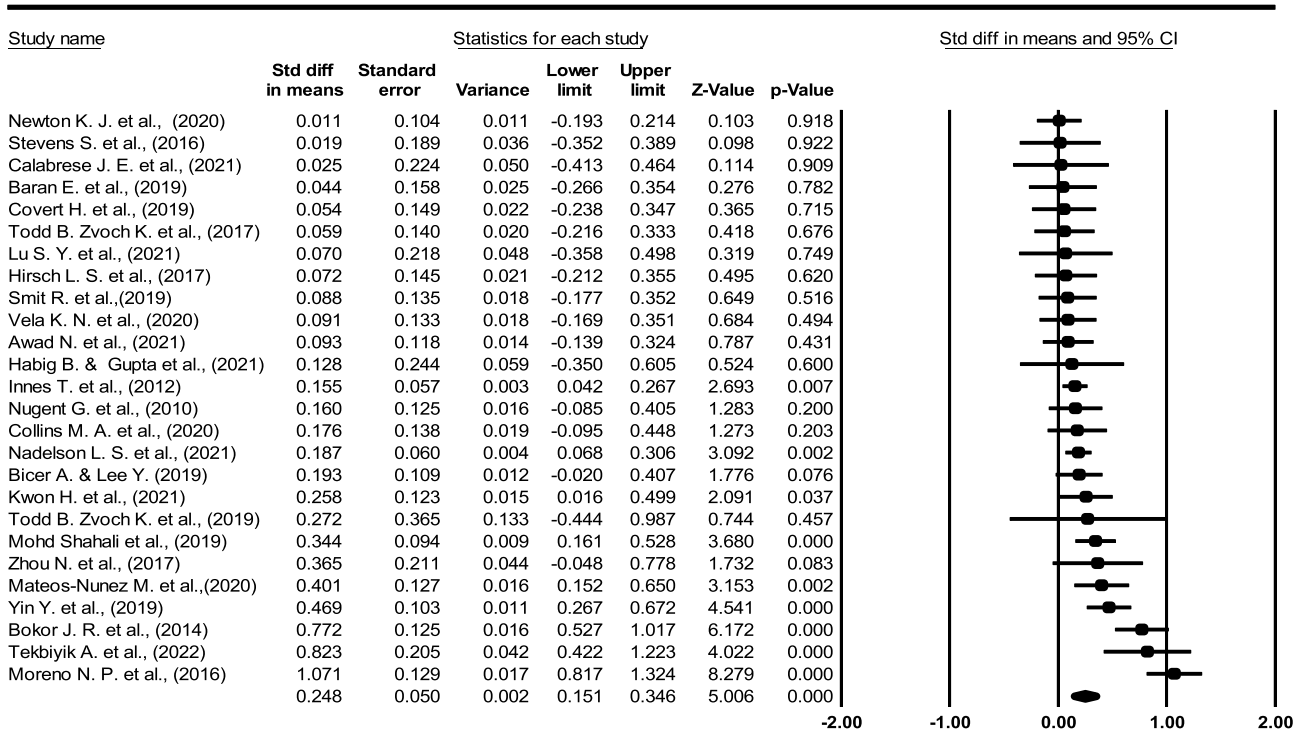 Study name Statistics for each study Std diff in means and 95% CI
Std diff Standard Lower Upper
in means error Variance limit limit Z-Value p-Value
Newton K. J. et al., (2020) 0.011 0.104 0.011 -0.193 0.214 0.103 0.918
Stevens S. et al., (2016) 0.019 0.189 0.036 -0.352 0.389 0.098 0.922
Calabrese J. E. et al., (2021) 0.025 0.224 0.050 -0.413 0.464 0.114 0.909
Baran E. et al., (2019) 0.044 0.158 0.025 -0.266 0.354 0.276 0.782
Covert H. et al., (2019) 0.054 0.149 0.022 -0.238 0.347 0.365 0.715
Todd B. Zvoch K. et al., (2017) 0.059 0.140 0.020 -0.216 0.333 0.418 0.676
Lu S. Y. et al., (2021) 0.070 0.218 0.048 -0.358 0.498 0.319 0.749
Hirsch L. S. et al., (2017) 0.072 0.145 0.021 -0.212 0.355 0.495 0.620
Smit R. et al.,(2019) 0.088 0.135 0.018 -0.177 0.352 0.649 0.516
Vela K. N. et al., (2020) 0.091 0.133 0.018 -0.169 0.351 0.684 0.494
Awad N. et al., (2021) 0.093 0.118 0.014 -0.139 0.324 0.787 0.431
Habig B. & Gupta et al., (2021) 0.128 0.244 0.059 -0.350 0.605 0.524 0.600
Innes T. et al., (2012) 0.155 0.057 0.003 0.042 0.267 2.693 0.007
Nugent G. et al., (2010) 0.160 0.125 0.016 -0.085 0.405 1.283 0.200
Collins M. A. et al., (2020) 0.176 0.138 0.019 -0.095 0.448 1.273 0.203
Nadelson L. S. et al., (2021) 0.187 0.060 0.004 0.068 0.306 3.092 0.002
Bicer A. & Lee Y. (2019) 0.193 0.109 0.012 -0.020 0.407 1.776 0.076
Kwon H. et al., (2021) 0.258 0.123 0.015 0.016 0.499 2.091 0.037
Todd B. Zvoch K. et al., (2019) 0.272 0.365 0.133 -0.444 0.987 0.744 0.457
Mohd Shahali et al., (2019) 0.344 0.094 0.009 0.161 0.528 3.680 0.000
Zhou N. et al., (2017) 0.365 0.211 0.044 -0.048 0.778 1.732 0.083
Mateos-Nunez M. et al.,(2020) 0.401 0.127 0.016 0.152 0.650 3.153 0.002
Yin Y. et al., (2019) 0.469 0.103 0.011 0.267 0.672 4.541 0.000
Bokor J. R. et al., (2014) 0.772 0.125 0.016 0.527 1.017 6.172 0.000
Tekbiyik A. et al., (2022) 0.823 0.205 0.042 0.422 1.223 4.022 0.000
Moreno N. P. et al., (2016) 1.071 0.129 0.017 0.817 1.324 8.279 0.000
0.248 0.050 0.002 0.151 0.346 5.006 0.000
-2.00 -1.00 0.00 1.00 2.00